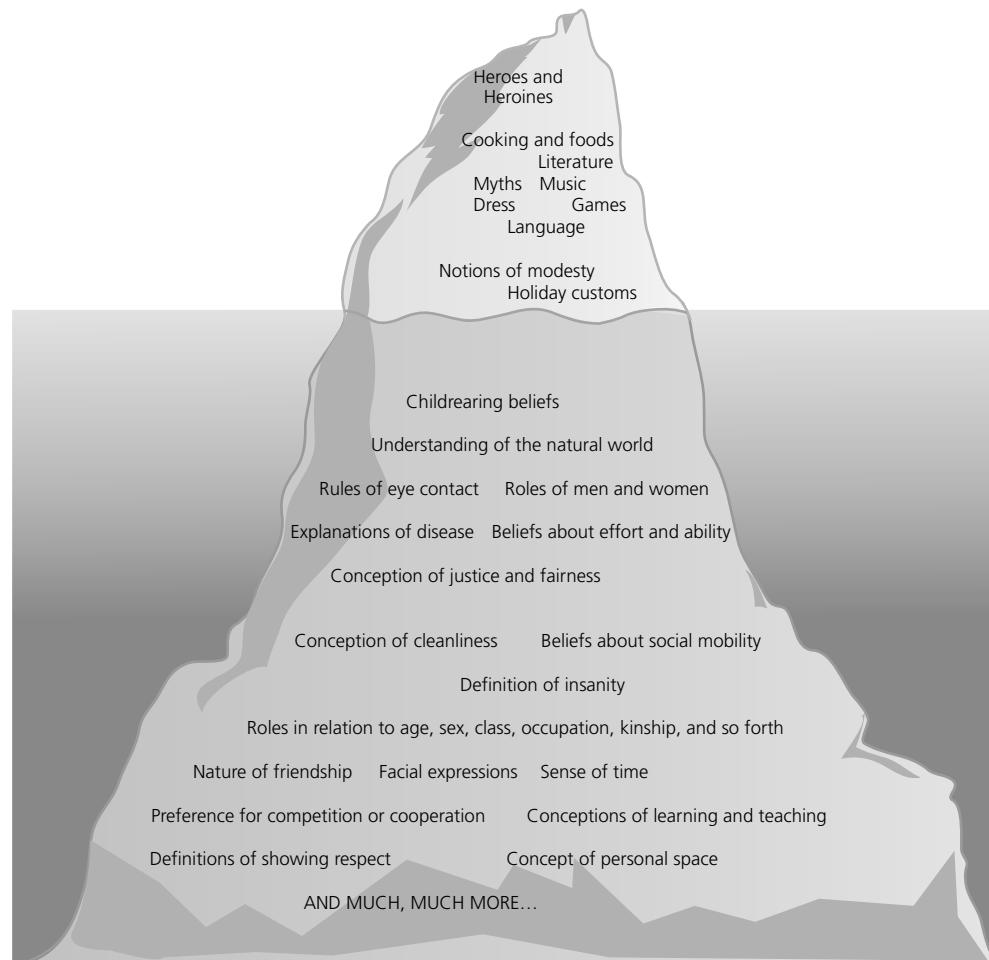 Heroes and
Heroines
Cooking and foods
Literature
Myths Music
Dress Games
Language
Notions of modesty
Holiday customs
Childrearing beliefs
Understanding of the natural world
Rules of eye contact Roles of men and women
Explanations of disease Beliefs about effort and ability
Conception of justice and fairness
Conception of cleanliness Beliefs about social mobility
Definition of insanity
Roles in relation to age, sex, class, occupation, kinship, and so forth
Nature of friendship Facial expressions Sense of time
Preference for competition or cooperation Conceptions of learning and teaching
Definitions of showing respect Concept of personal space
AND MUCH, MUCH MORE…